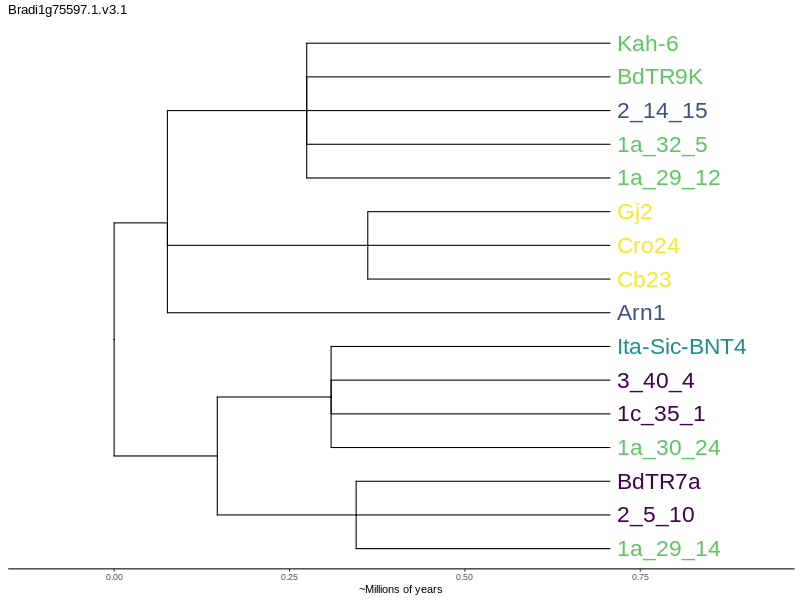 Bradi1g75597.1.v3.1
Kah-6
BdTR9K
2_14_15
1a_32_5
1a_29_12
Gj2
Cro24
Cb23
Arn1
Ita-Sic-BNT4
3_40_4
1c_35_1
1a_30_24
BdTR7a
2_5_10
1a_29_14
0.00 0.25 0.50 0.75
~Millions of years